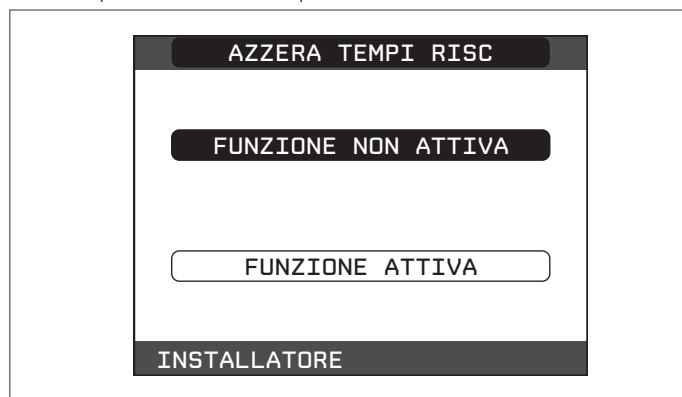 AZZERA TEMPI RISC
FUNZIONE NON ATTIVA
FUNZIONE ATTIVA
INSTALLATORE